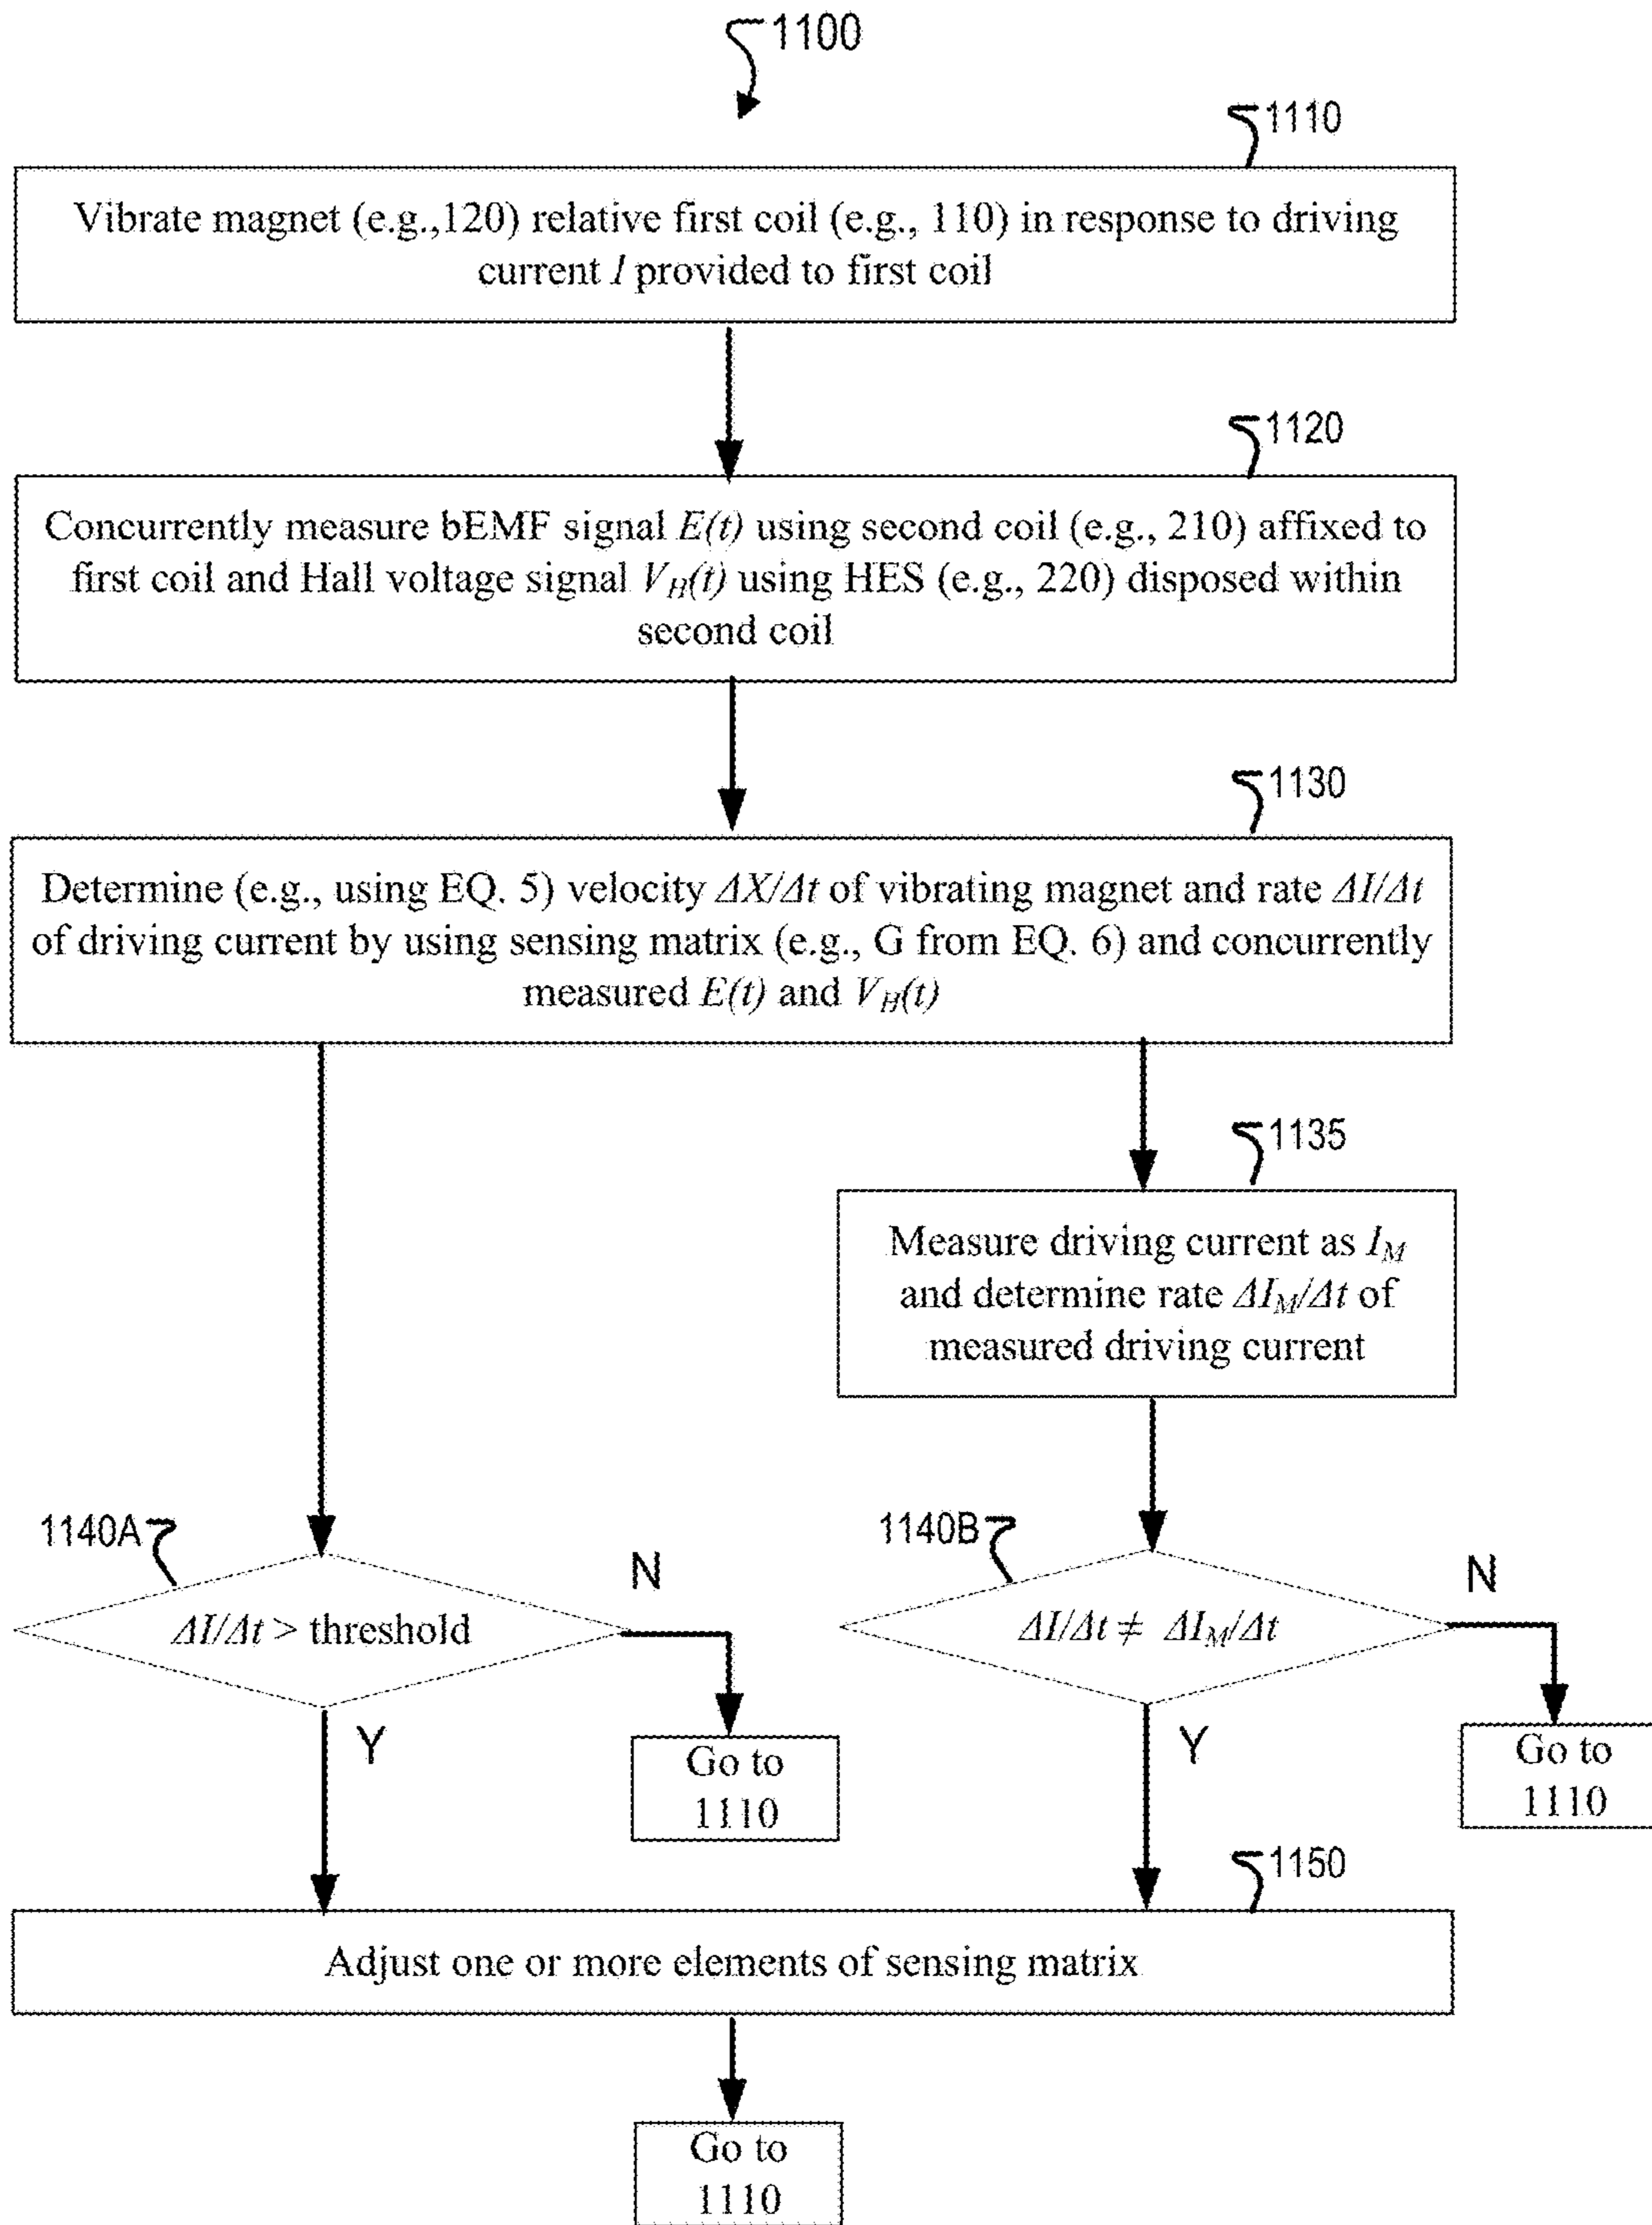 1100
1110
Vibrate magnet (e.g.,120) relative first coil (e.g., 110) in response to driving
current I provided to first coil
1120
Concurrently measure bEMF signal E(t) using second coil (e.g., 210) affixed to
first coil and Hall voltage signal V_H(t) using HES (e.g., 220) disposed within
second coil
1130
Determine (e.g., using EQ. 5) velocity ΔX/Δt of vibrating magnet and rate ΔI/Δt
of driving current by using sensing matrix (e.g., G from EQ. 6) and concurrently
measured E(t) and V_H(t)
1135
Measure driving current as I_M
and determine rate ΔI_M/Δt of
measured driving current
1140A
N
ΔI/Δt > threshold
Y
Go to
1110
1140B
N
ΔI/Δt ≠ ΔI_M/Δt
Y
Go to
1110
1150
Adjust one or more elements of sensing matrix
Go to
1110